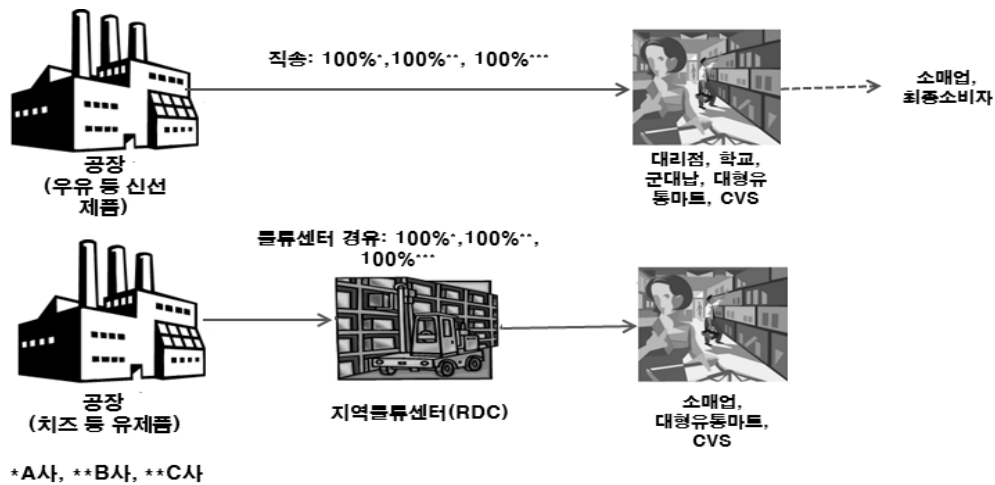 직송: 100%*,100%**, 100%***
소매업,
최종소비자
공장
(우유 등 신선
제품)
대리점, 학교,
군대납, 대형유
통마트, CVS
물류센터 경유: 100%*,100%**,
100%***
공장
(치즈 등 유제품)
지역물류센터(RDC)
소매업,
대형유통마트,
CVS
*A사, **B사, **C사